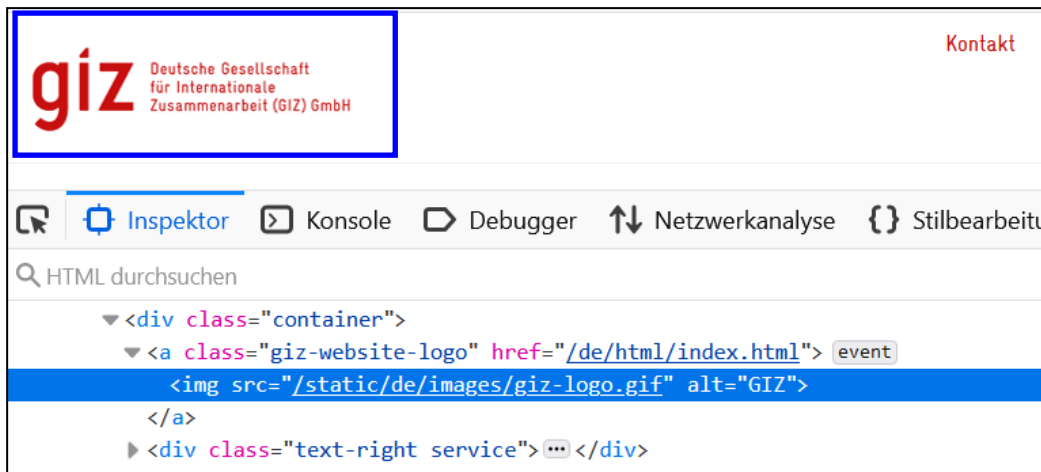 giz
Deutsche Gesellschaft
für Internationale
Zusammenarbeit (GIZ) GmbH
Kontakt
Inspektor Konsole Debugger Netzwerkanalyse {} Stilbearbeitu
HTML durchsuchen
<div class="container">
<a class="giz-website-logo" href="/de/html/index.html"> event
<img src="/static/de/images/giz-logo.gif" alt="GIZ">
</a>
<div class="text-right service"> ⋯ </div>